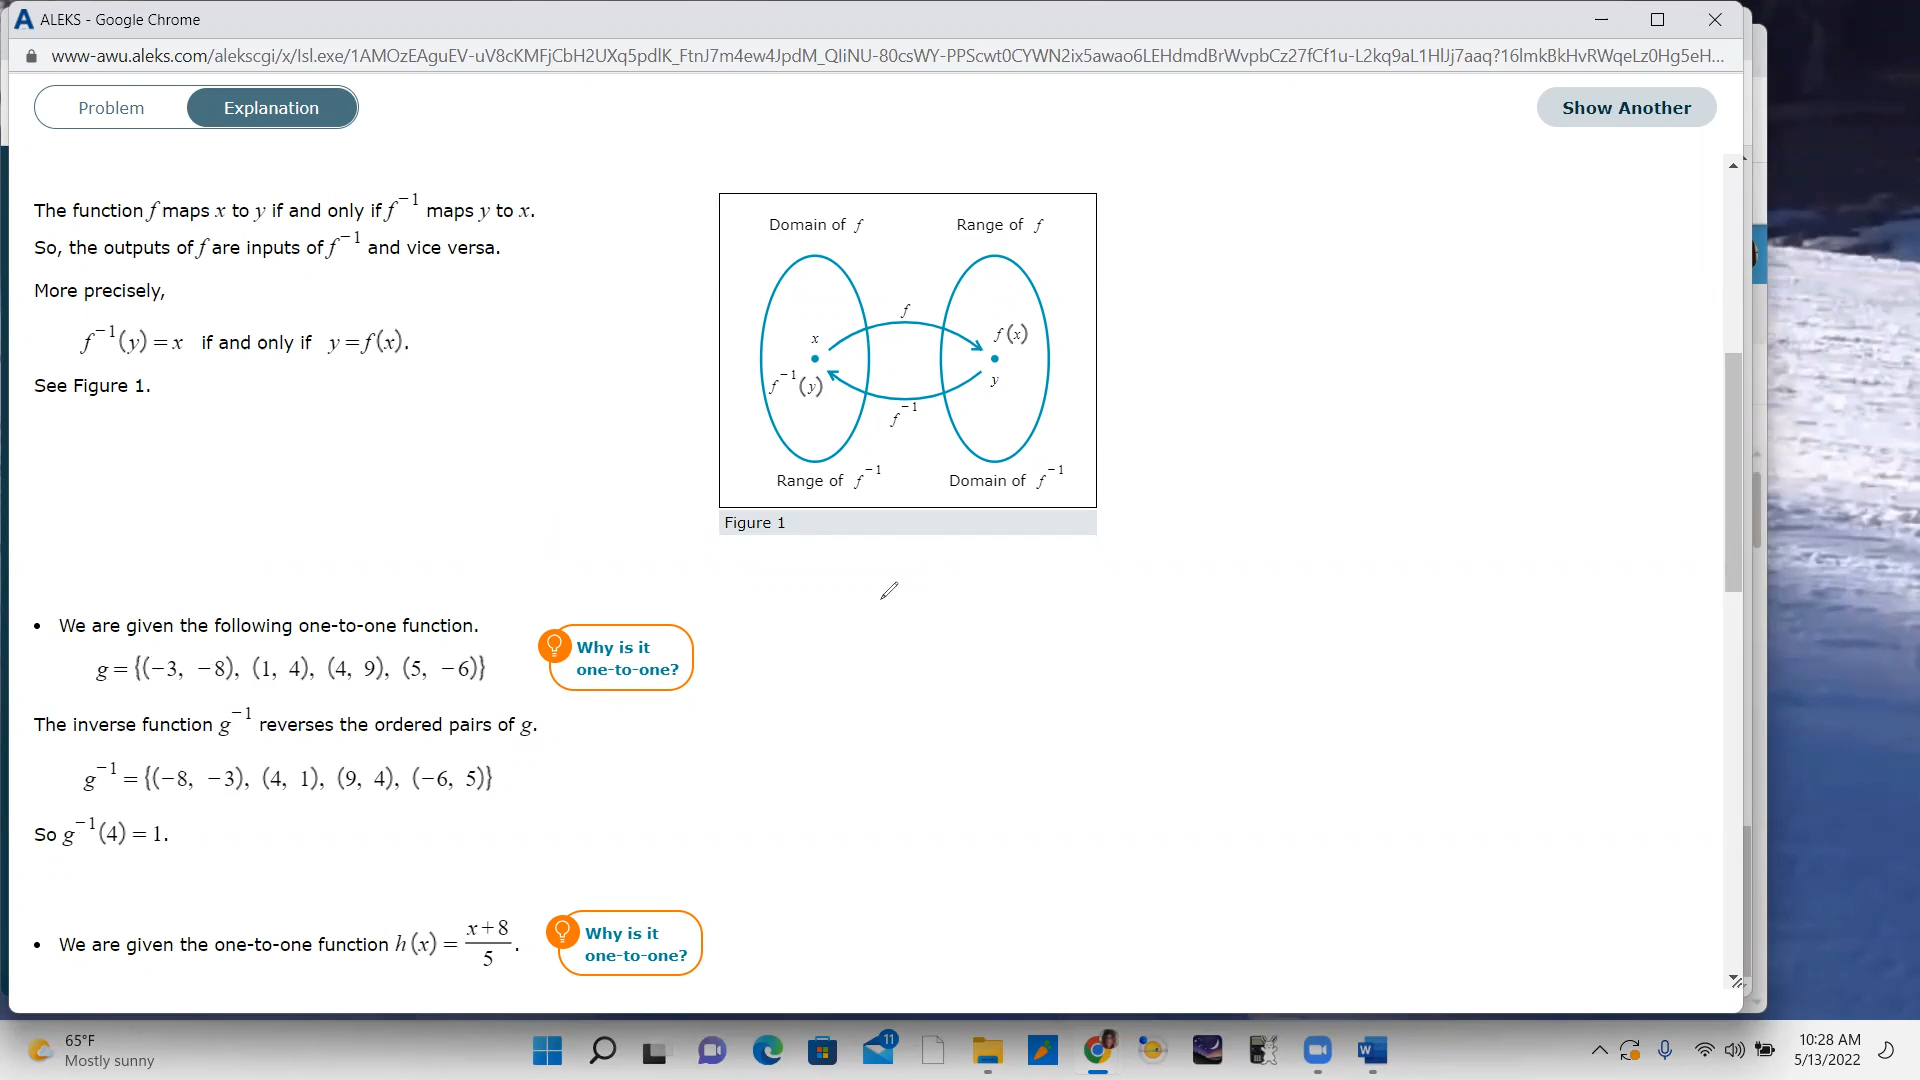 ALEKS - Google Chrome
www-awu.aleks.com/alekscgi/x/Isl.exe/1AMOzEAguEV-uV8cKMFjCbH2UXq5pdlK_FtnJ7m4ew4JpdM_QIiNU-80csWY-PPScwt0CYWN2ix5awao6LEHdmdBrWvpbCz27fCf1u-L2kq9aL1HlJj7aaq?16lmkBkHvRWqeLz0Hg5eH...
Problem Explanation Show Another
The function f maps x to y if and only if f⁻¹ maps y to x.
So, the outputs of f are inputs of f⁻¹ and vice versa.
More precisely,
f⁻¹(y) = x if and only if y = f(x).
See Figure 1.
Domain of f Range of f
f
x f(x)
f⁻¹(y) y
f⁻¹
Range of f⁻¹ Domain of f⁻¹
Figure 1
• We are given the following one-to-one function.
g = {(−3, −8), (1, 4), (4, 9), (5, −6)}
Why is it
one-to-one?
The inverse function g⁻¹ reverses the ordered pairs of g.
g⁻¹ = {(−8, −3), (4, 1), (9, 4), (−6, 5)}
So g⁻¹(4) = 1.
• We are given the one-to-one function h(x) = (x+8)/5.
Why is it
one-to-one?
65°F
Mostly sunny
11
10:28 AM
5/13/2022